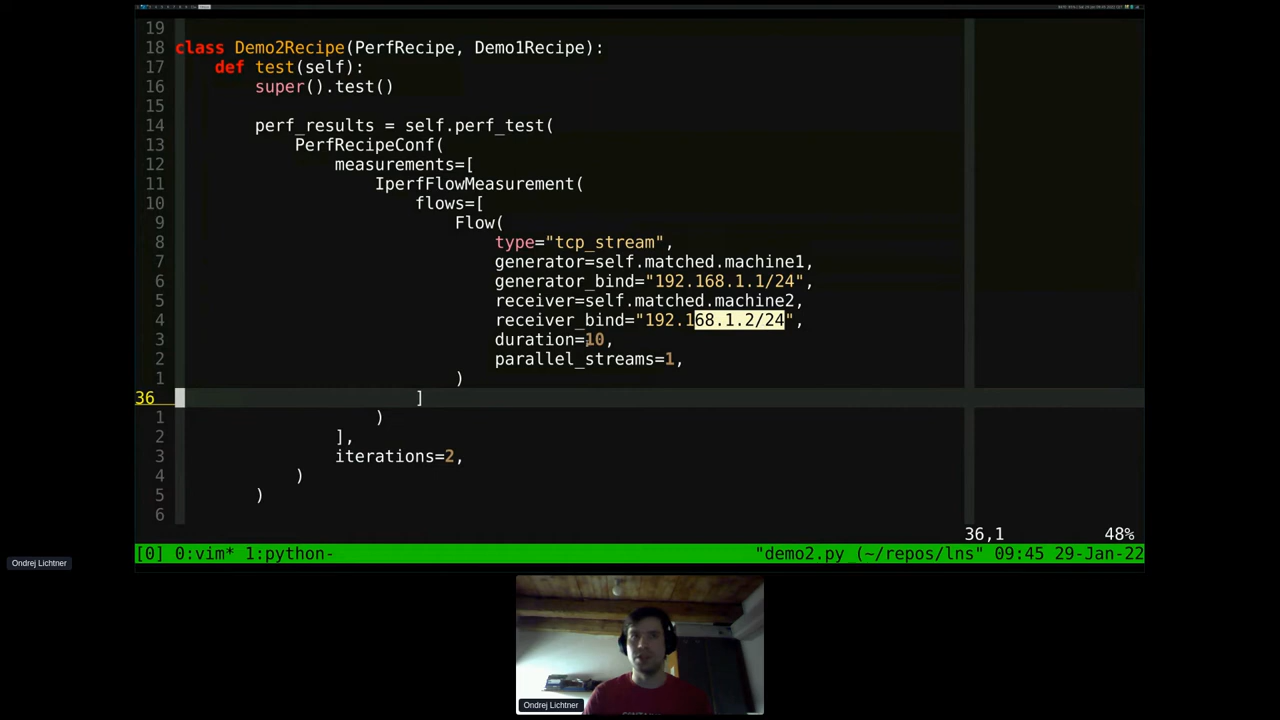 19
18 class Demo2Recipe(PerfRecipe, Demo1Recipe):
17 def test(self):
16 super().test()
15
14 perf_results = self.perf_test(
13 PerfRecipeConf(
12 measurements=[
11 IperfFlowMeasurement(
10 flows=[
9 Flow(
8 type="tcp_stream",
7 generator=self.matched.machine1,
6 generator_bind="192.168.1.1/24",
5 receiver=self.matched.machine2,
4 receiver_bind="192.168.1.2/24",
3 duration=10,
2 parallel_streams=1,
1 )
36 ]
1 )
2 ],
3 iterations=2,
4 )
5 )
6
36,1 48%
[0] 0:vim* 1:python- "demo2.py (~/repos/lns" 09:45 29-Jan-22
Ondrej Lichtner
Ondrej Lichtner